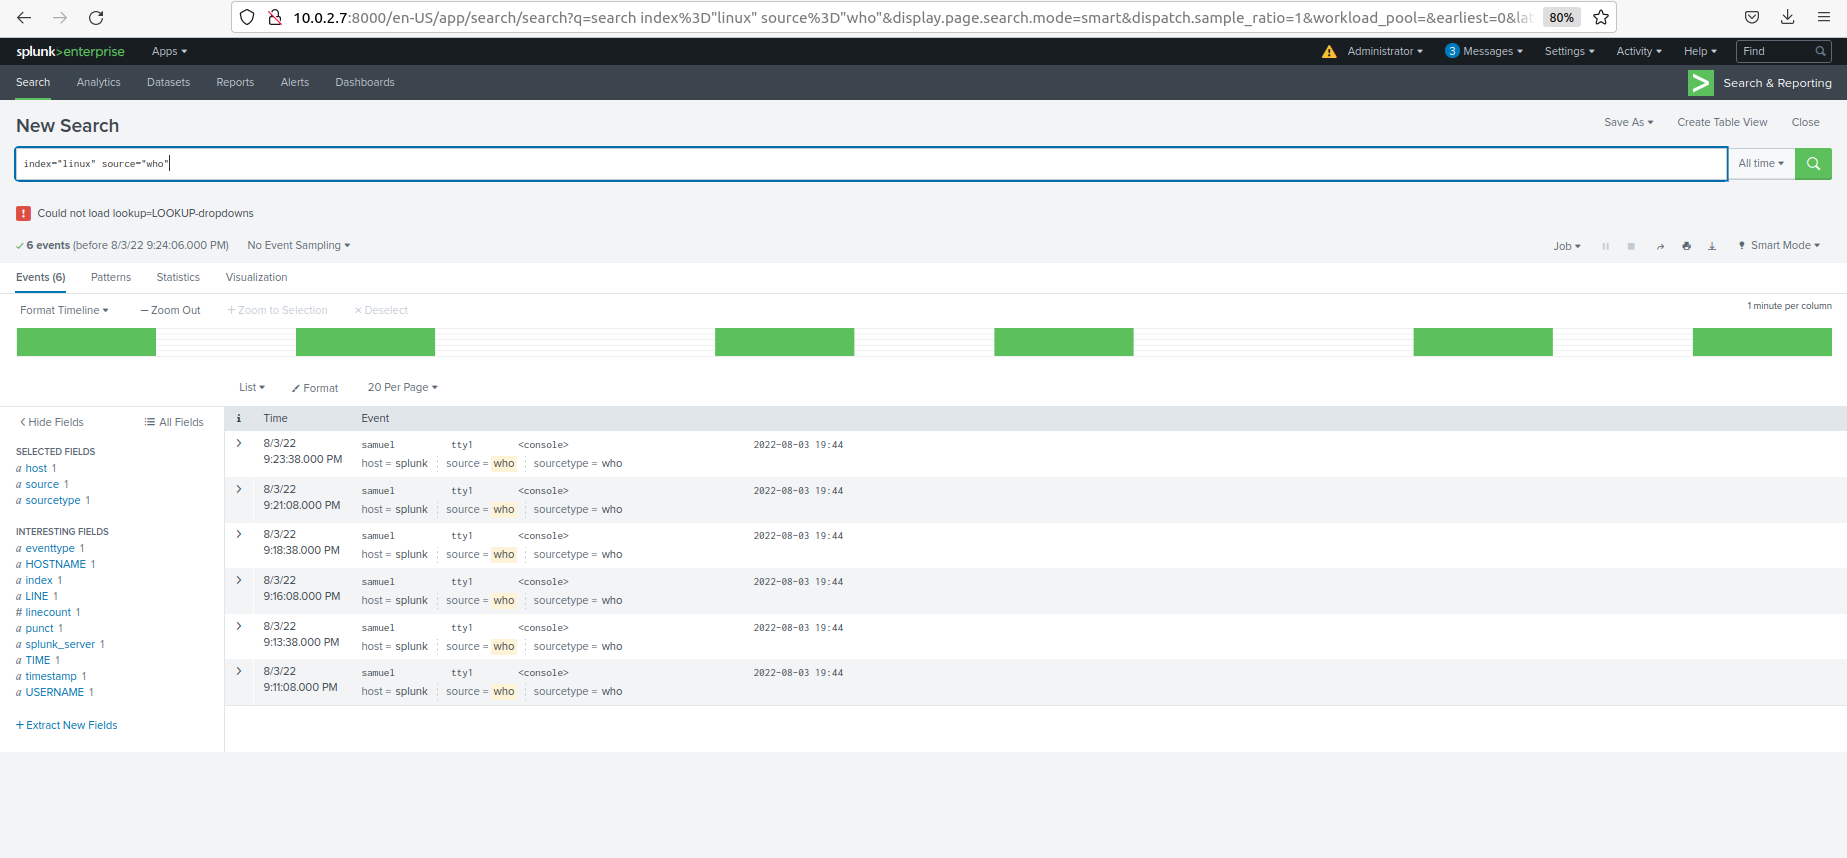 10.0.2.7:8000/en-US/app/search/search?q=search index%3D"linux" source%3D"who"&display.page.search.mode=smart&dispatch.sample_ratio=1&workload_pool=&earliest=0&lat 80%
splunk>enterprise Apps Administrator 3 Messages Settings Activity Help Find
Search Analytics Datasets Reports Alerts Dashboards > Search & Reporting
New Search Save As Create Table View Close
index="linux" source="who" All time
! Could not load lookup=LOOKUP-dropdowns
6 events (before 8/3/22 9:24:06.000 PM) No Event Sampling Job Smart Mode
Events (6) Patterns Statistics Visualization
Format Timeline — Zoom Out + Zoom to Selection × Deselect 1 minute per column
List Format 20 Per Page
< Hide Fields All Fields
SELECTED FIELDS
a host 1
a source 1
a sourcetype 1
INTERESTING FIELDS
a eventtype 1
a HOSTNAME 1
a index 1
a LINE 1
# linecount 1
a punct 1
a splunk_server 1
a TIME 1
a timestamp 1
a USERNAME 1
+ Extract New Fields
i Time Event
> 8/3/22 samuel tty1 <console> 2022-08-03 19:44
9:23:38.000 PM host = splunk source = who sourcetype = who
> 8/3/22 samuel tty1 <console> 2022-08-03 19:44
9:21:08.000 PM host = splunk source = who sourcetype = who
> 8/3/22 samuel tty1 <console> 2022-08-03 19:44
9:18:38.000 PM host = splunk source = who sourcetype = who
> 8/3/22 samuel tty1 <console> 2022-08-03 19:44
9:16:08.000 PM host = splunk source = who sourcetype = who
> 8/3/22 samuel tty1 <console> 2022-08-03 19:44
9:13:38.000 PM host = splunk source = who sourcetype = who
> 8/3/22 samuel tty1 <console> 2022-08-03 19:44
9:11:08.000 PM host = splunk source = who sourcetype = who